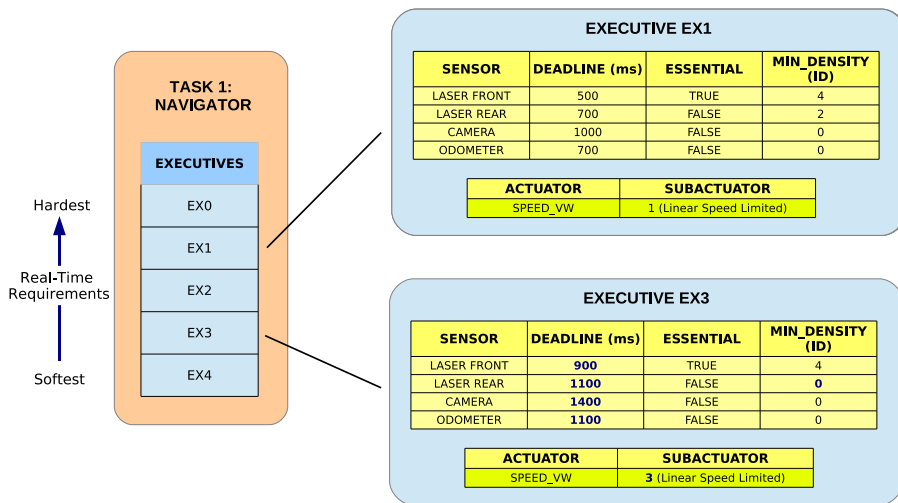 TASK 1:
NAVIGATOR
EXECUTIVES
EX0
EX1
EX2
EX3
EX4
Hardest
Real-Time
Requirements
Softest
EXECUTIVE EX1
SENSOR DEADLINE (ms) ESSENTIAL MIN_DENSITY (ID)
LASER FRONT 500 TRUE 4
LASER REAR 700 FALSE 2
CAMERA 1000 FALSE 0
ODOMETER 700 FALSE 0
ACTUATOR SUBACTUATOR
SPEED_VW 1 (Linear Speed Limited)
EXECUTIVE EX3
SENSOR DEADLINE (ms) ESSENTIAL MIN_DENSITY (ID)
LASER FRONT 900 TRUE 4
LASER REAR 1100 FALSE 0
CAMERA 1400 FALSE 0
ODOMETER 1100 FALSE 0
ACTUATOR SUBACTUATOR
SPEED_VW 3 (Linear Speed Limited)